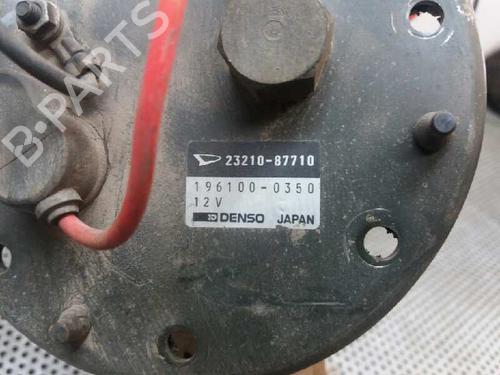 B-PARTS
23210-87710
196100-0350
12V
DENSO JAPAN